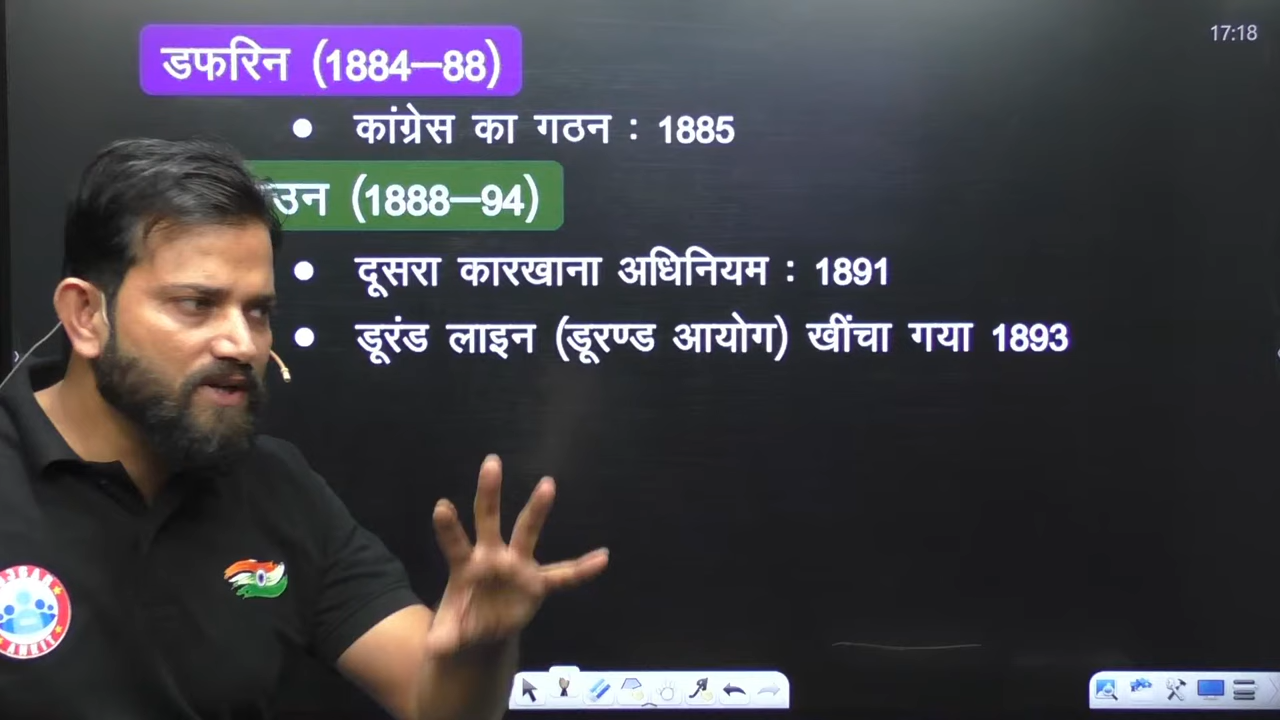 17:18
डफरिन (1884–88)
• कांग्रेस का गठन : 1885
उन (1888–94)
• दूसरा कारखाना अधिनियम : 1891
• डूरंड लाइन (डूरण्ड आयोग) खींचा गया 1893
ANKIT